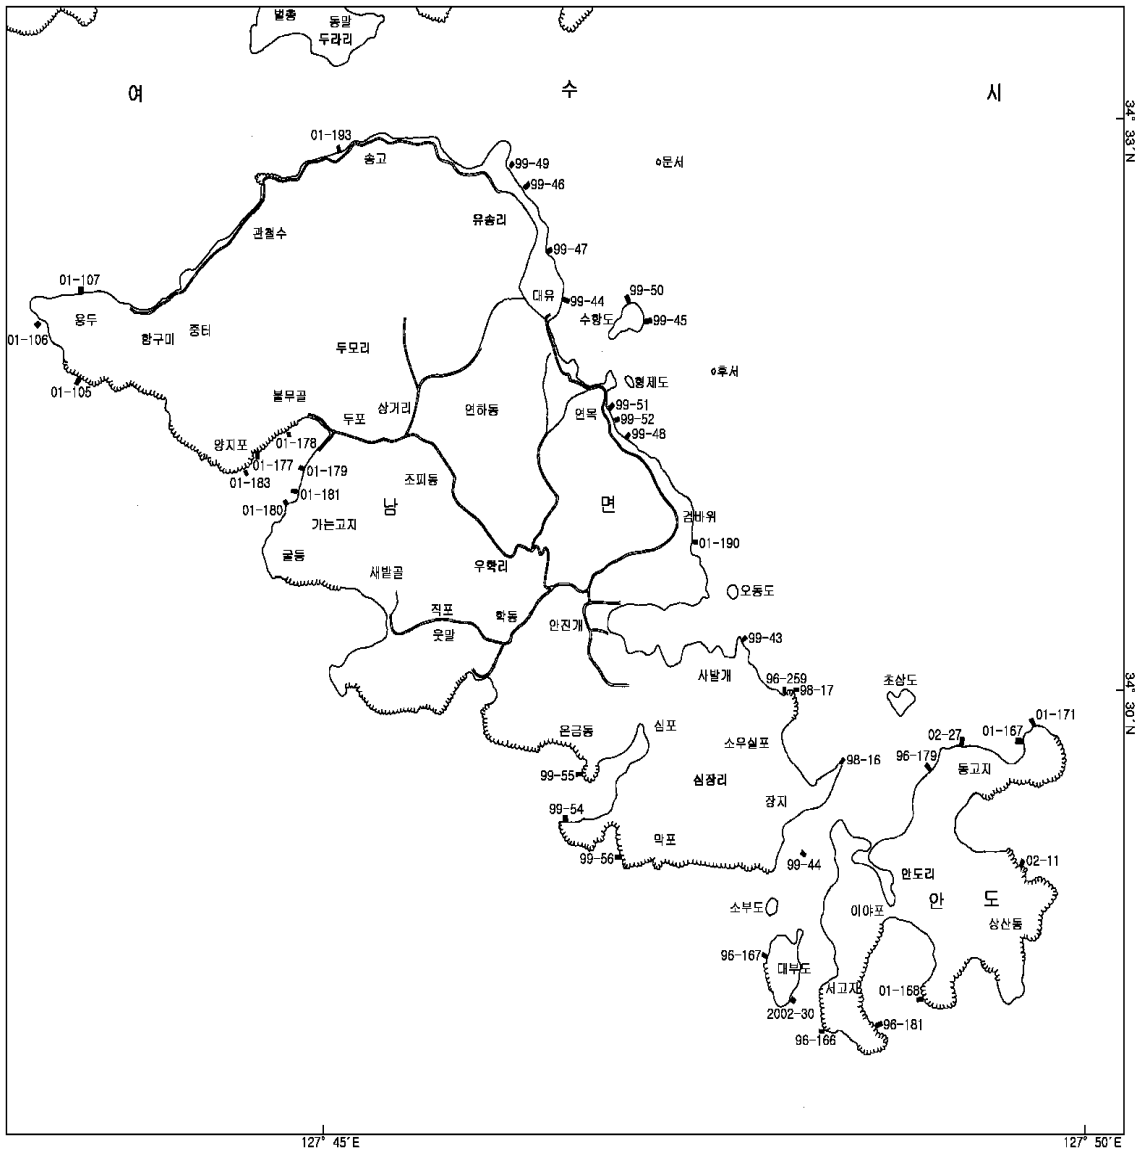 벌통
동말
두라리
여 수 시
34° 33′N
01-193
송고
99-49
문서
99-46
유송리
관철수
99-47
01-107
99-50
대유
99-44
용두
중터
수항도
99-45
01-106
함구미
두모리
01-105
후서
형제도
불무골
상거리
연하동
99-51
두포
연목
99-52
99-48
01-178
양지포
01-177
01-179
01-183
조피동
01-181
남 면
01-180
검바위
가는고지
01-190
굴등
우학리
새밭골
오동도
직포
학동
안진개
웃말
99-43
사발개
96-259
98-17
초삼도
34° 30′N
01-171
심포
은금동
소우실포
02-27
01-167
96-179
98-16
동고지
99-55
심장리
장지
99-54
막포
99-56
99-44
02-11
안도리
안 도
소부도
이야포
상산동
96-167
대부도
서고지
01-168
2002-30
96-181
96-166
127° 45′E
127° 50′E